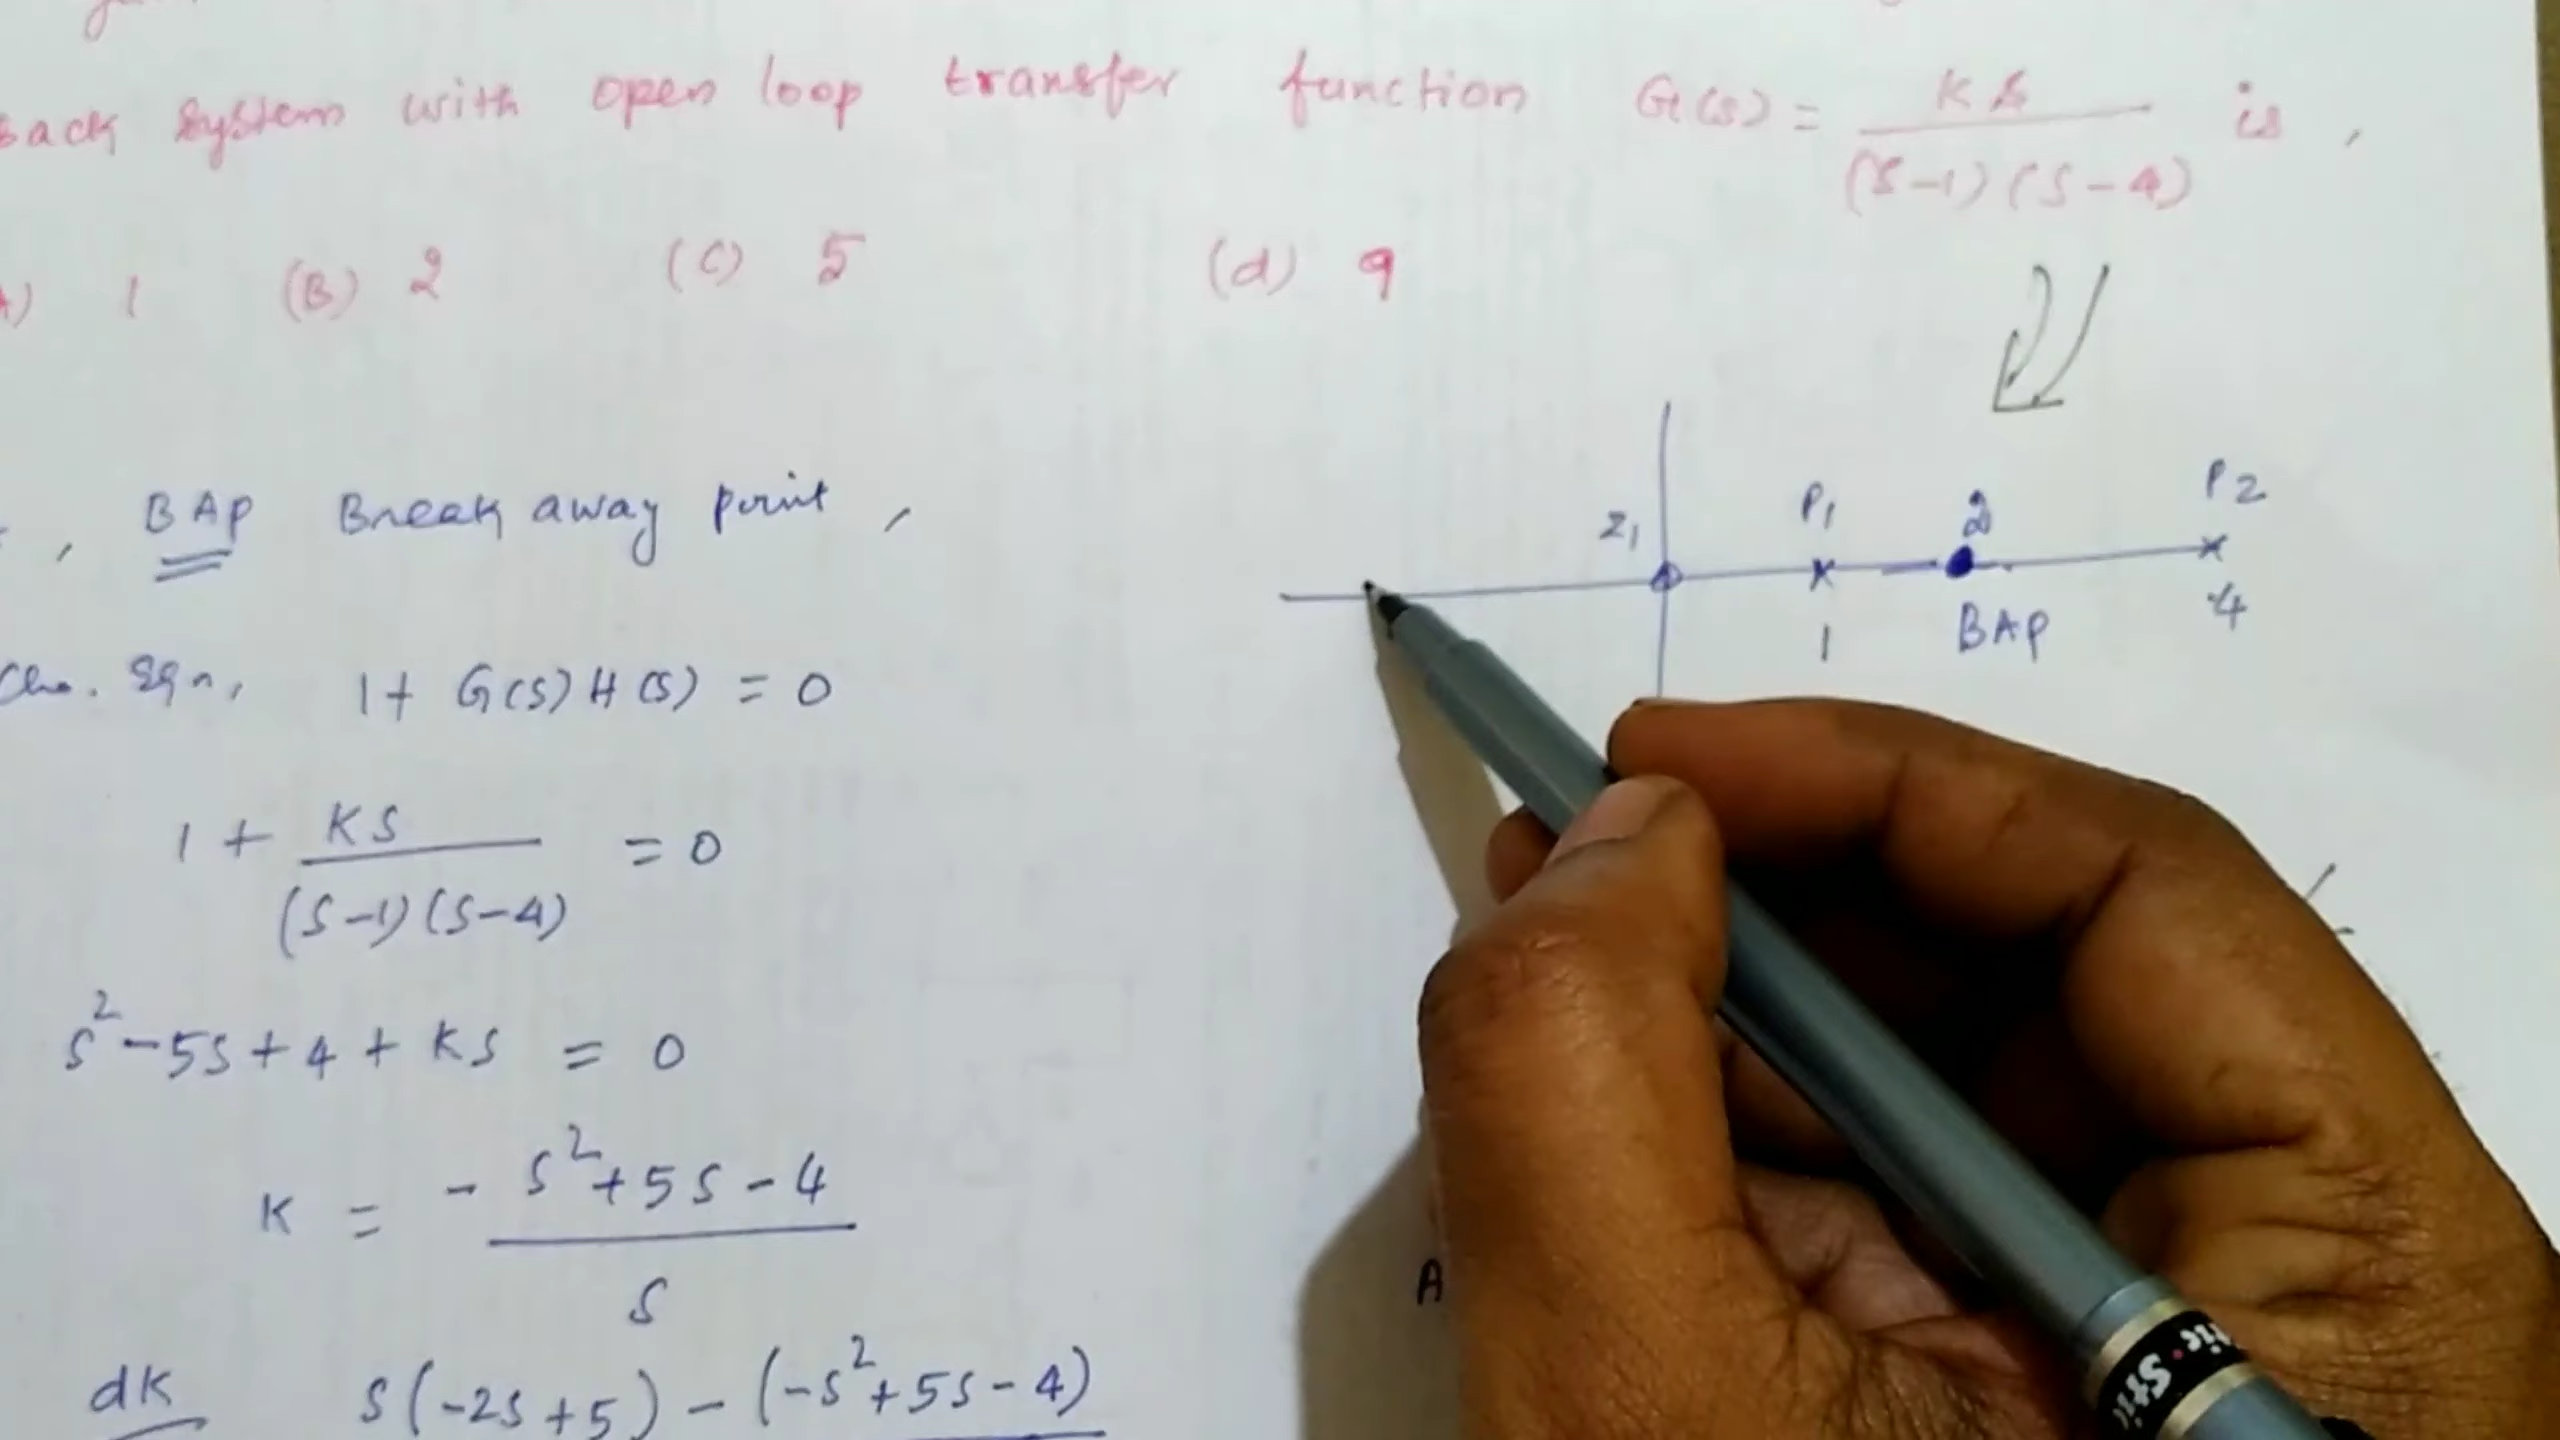 back system with open loop transfer function G(s) = KS / (S-1)(S-4) is,
A) 1 (B) 2 (C) 5 (d) 9
, BAP Break away point,
Z1 P1 2 P2
1 BAP 4
Cha. Eqn, 1+ G(S) H(S) = 0
1 + KS / (S-1)(S-4) = 0
S² - 5S + 4 + KS = 0
K = - S² + 5S - 4 / S
A
dK S(-2S+5) - (-S²+5S-4)